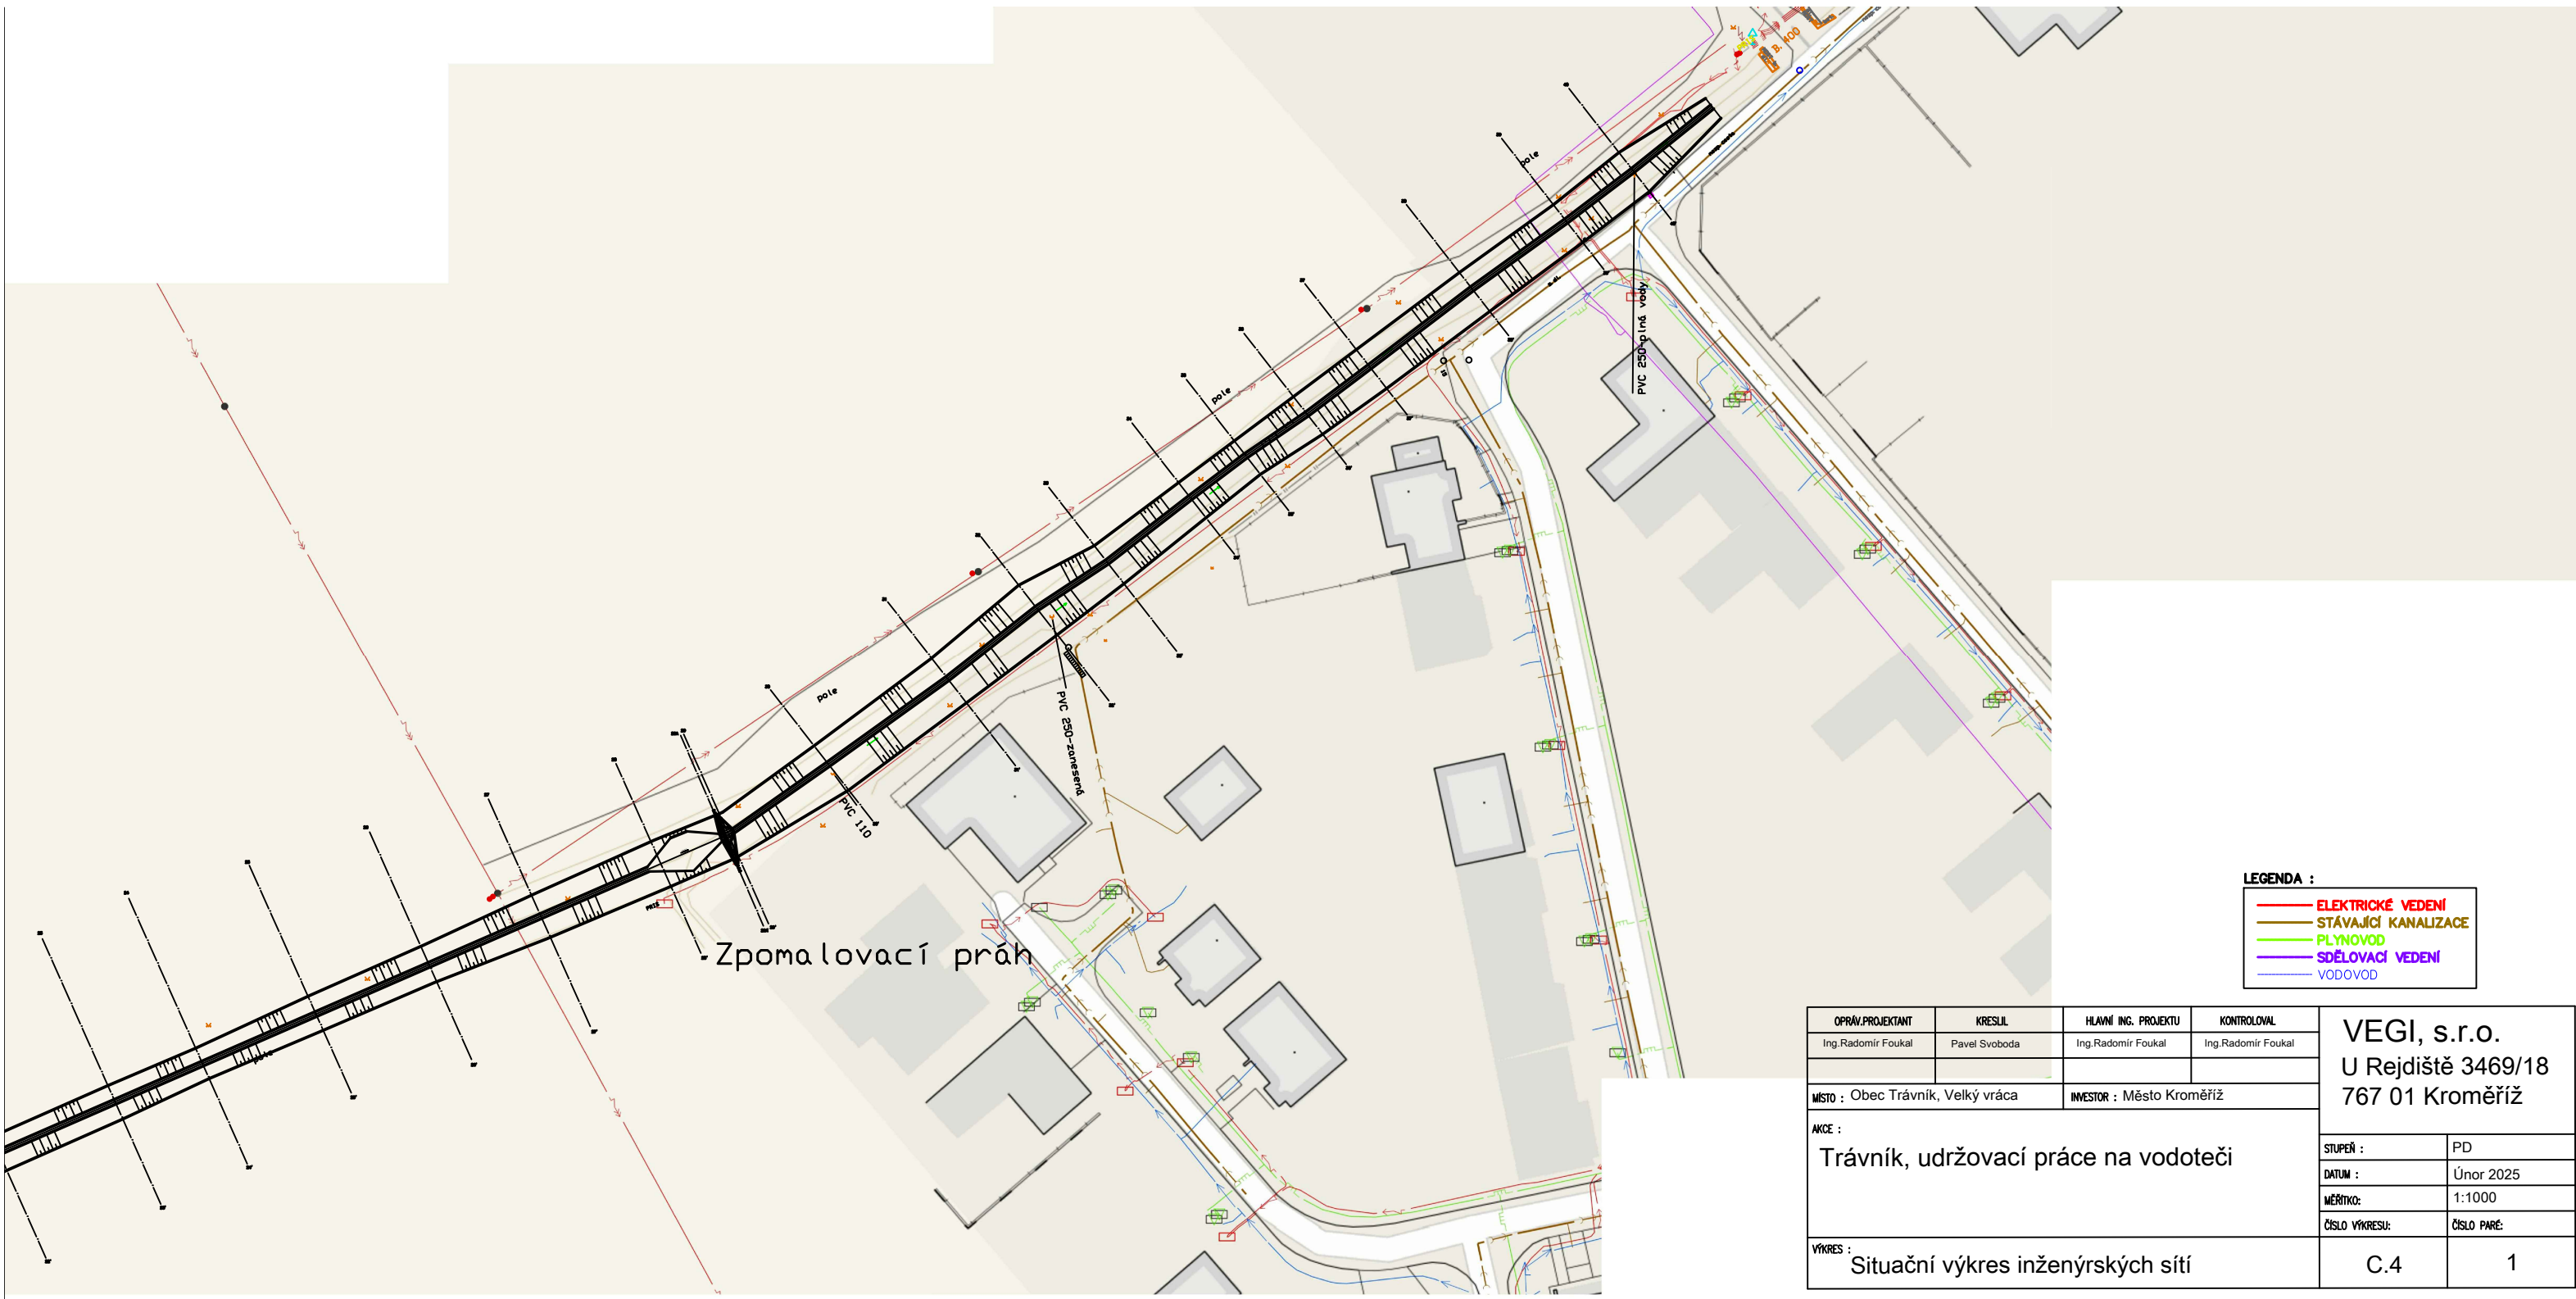 B. 400
pole
PVC 250-plná vody
pole
pole
PVC 250-zanesená
PVC 110
Zpomalovací práh
pole
LEGENDA :
ELEKTRICKÉ VEDENÍ
STÁVAJÍCÍ KANALIZACE
PLYNOVOD
SDĚLOVACÍ VEDENÍ
VODOVOD
OPRÁV.PROJEKTANT KRESLIL HLAVNÍ ING. PROJEKTU KONTROLOVAL
Ing.Radomír Foukal Pavel Svoboda Ing.Radomír Foukal Ing.Radomír Foukal
VEGI, s.r.o.
U Rejdiště 3469/18
767 01 Kroměříž
MÍSTO : Obec Trávník, Velký vráca INVESTOR : Město Kroměříž
AKCE :
Trávník, udržovací práce na vodoteči
STUPEŇ : PD
DATUM : Únor 2025
MĚŘÍTKO: 1:1000
ČÍSLO VÝKRESU: ČÍSLO PARÉ:
VÝKRES : Situační výkres inženýrských sítí
C.4 1